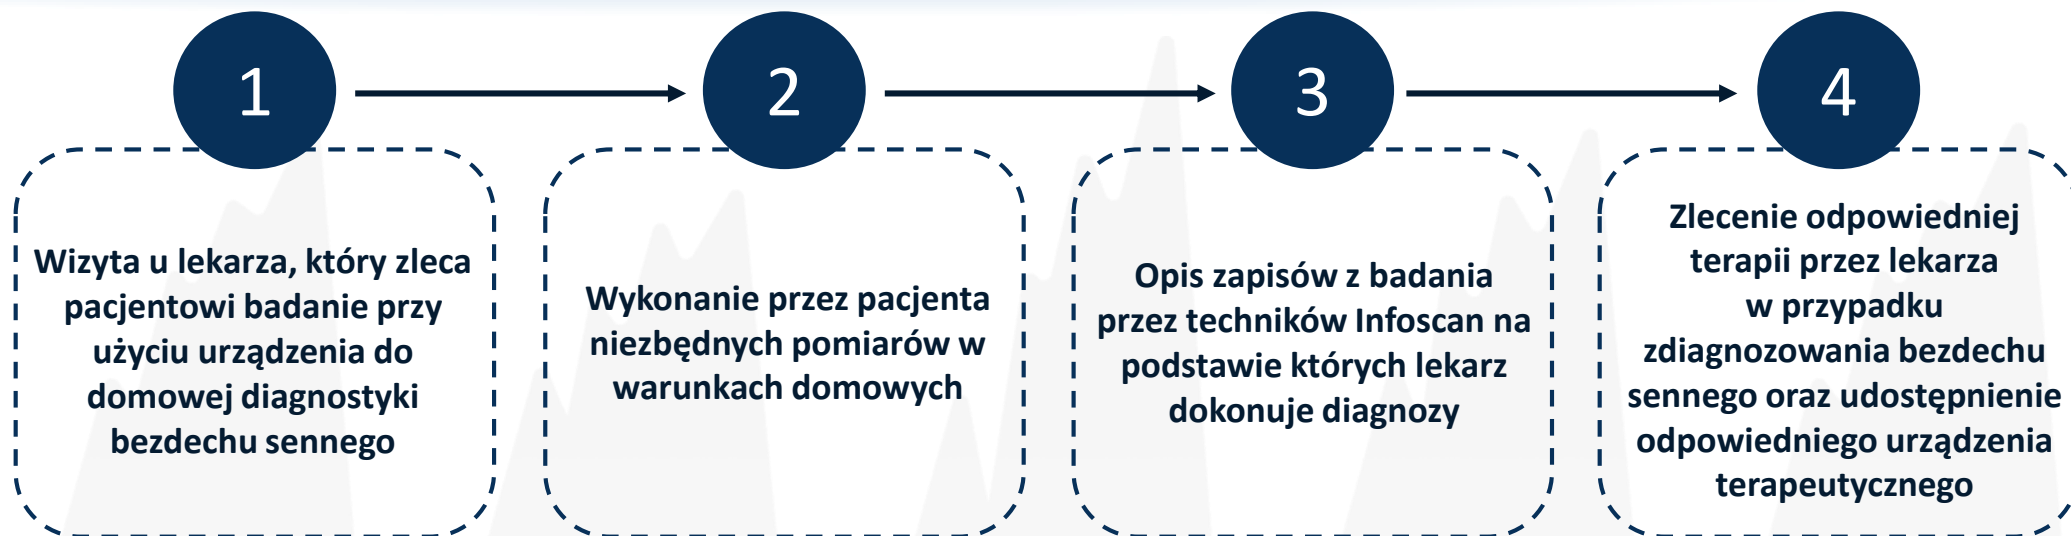 1
2
3
4
Wizyta u lekarza, który zleca
pacjentowi badanie przy
użyciu urządzenia do
domowej diagnostyki
bezdechu sennego
Wykonanie przez pacjenta
niezbędnych pomiarów w
warunkach domowych
Opis zapisów z badania
przez techników Infoscan na
podstawie których lekarz
dokonuje diagnozy
Zlecenie odpowiedniej
terapii przez lekarza
w przypadku
zdiagnozowania bezdechu
sennego oraz udostępnienie
odpowiedniego urządzenia
terapeutycznego